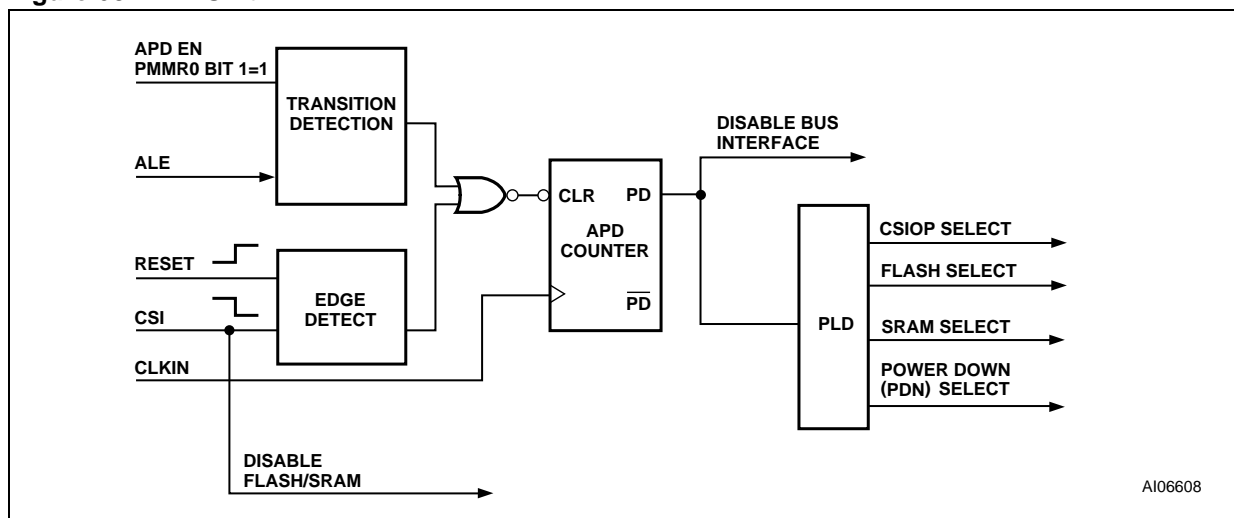 APD EN
PMMR0 BIT 1=1
TRANSITION
DETECTION
ALE
RESET
CSI
CLKIN
EDGE
DETECT
DISABLE
FLASH/SRAM
CLR
PD
APD
COUNTER
PD
DISABLE BUS
INTERFACE
PLD
CSIOP SELECT
FLASH SELECT
SRAM SELECT
POWER DOWN
(PDN) SELECT
AI06608